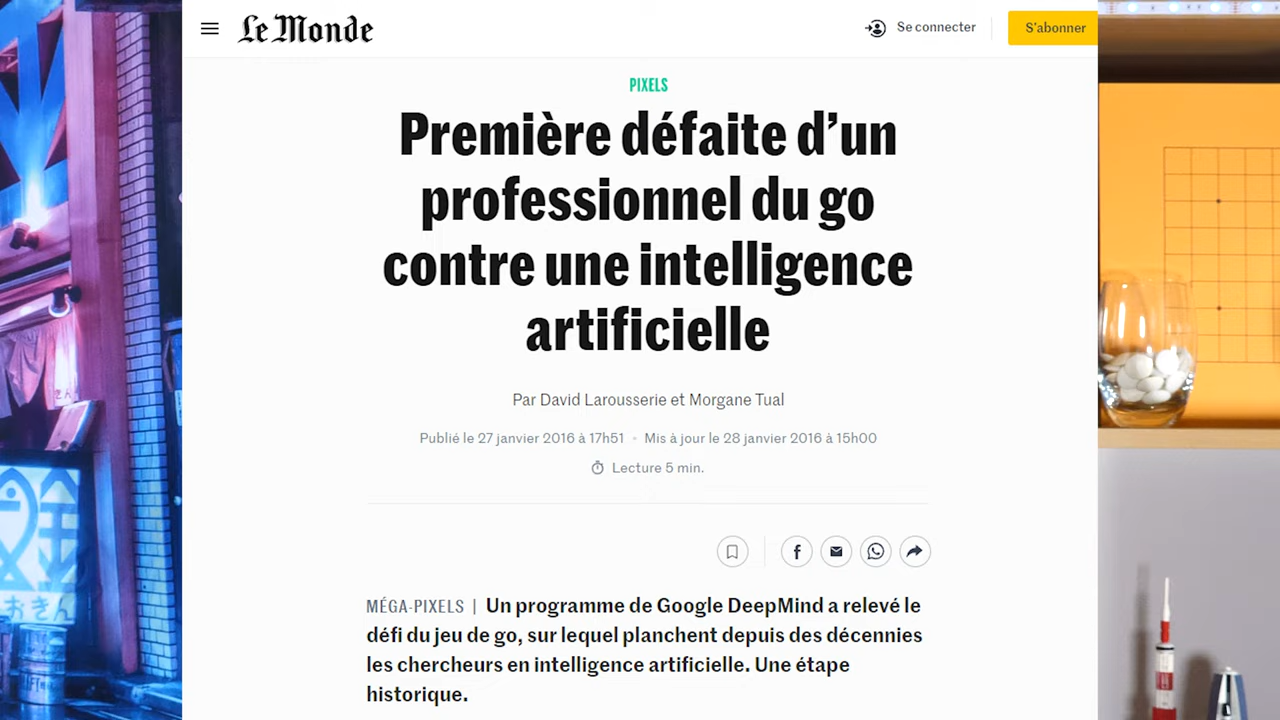 Le Monde
Se connecter
S'abonner
PIXELS
Première défaite d’un
professionnel du go
contre une intelligence
artificielle
Par David Larousserie et Morgane Tual
Publié le 27 janvier 2016 à 17h51 • Mis à jour le 28 janvier 2016 à 15h00
Lecture 5 min.
MÉGA-PIXELS | Un programme de Google DeepMind a relevé le
défi du jeu de go, sur lequel planchent depuis des décennies
les chercheurs en intelligence artificielle. Une étape
historique.
おきん